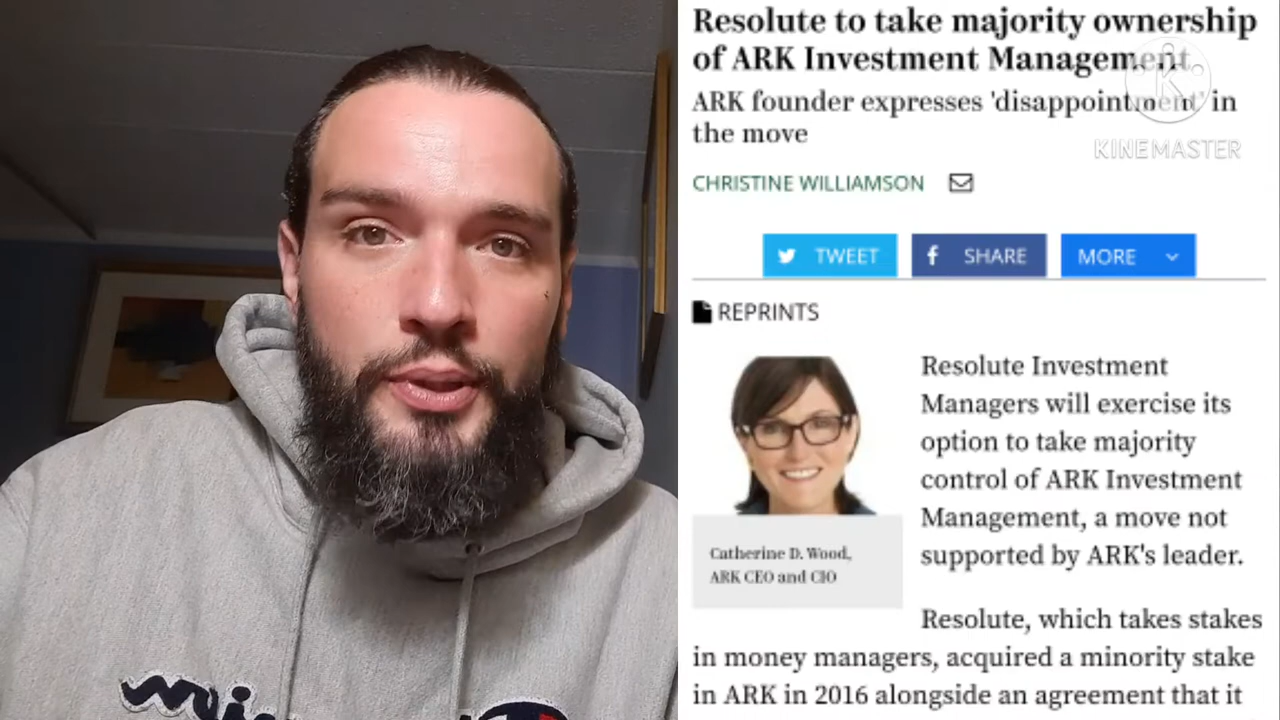 Resolute to take majority ownership
of ARK Investment Management
ARK founder expresses 'disappointment' in
the move
KINEMASTER
CHRISTINE WILLIAMSON
TWEET
SHARE
MORE
REPRINTS
Resolute Investment
Managers will exercise its
option to take majority
control of ARK Investment
Management, a move not
supported by ARK's leader.
Catherine D. Wood,
ARK CEO and CIO
Resolute, which takes stakes
in money managers, acquired a minority stake
in ARK in 2016 alongside an agreement that it